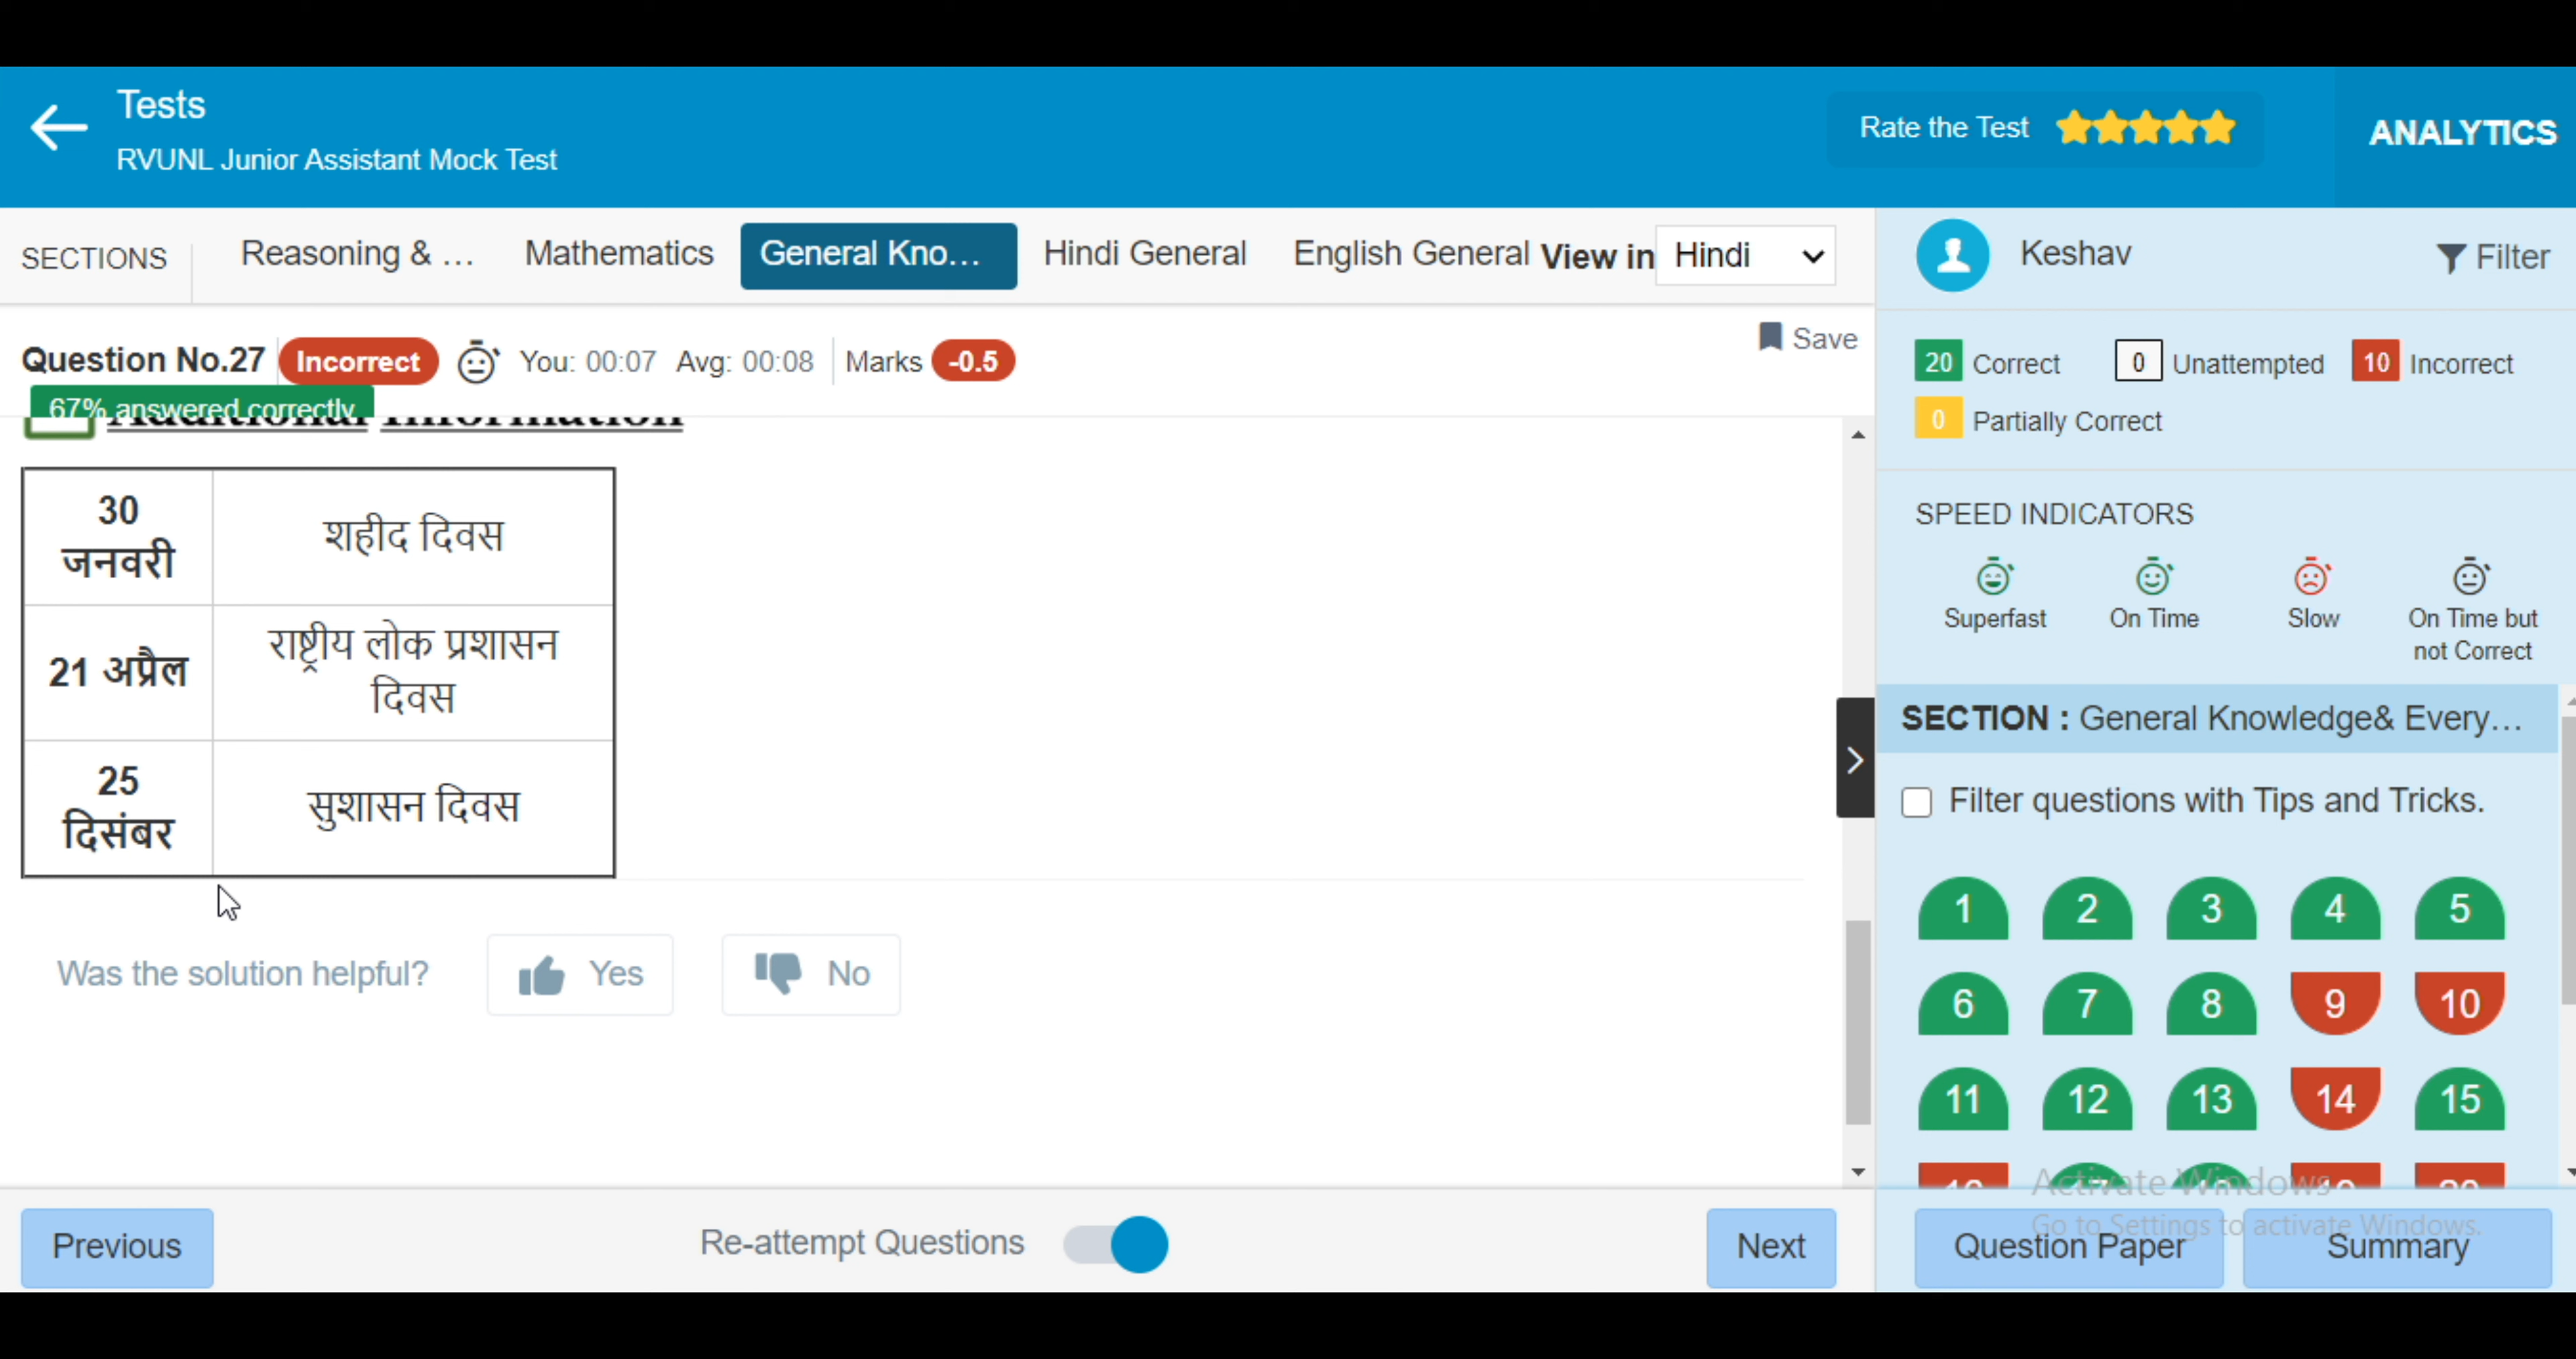 Tests
RVUNL Junior Assistant Mock Test
Rate the Test
ANALYTICS
SECTIONS
Reasoning & ...
Mathematics
General Kno...
Hindi General
English General
View in
Hindi
Keshav
Filter
Question No.27
Incorrect
You: 00:07
Avg: 00:08
Marks
-0.5
Save
67% answered correctly
Additional Information
30 जनवरी
शहीद दिवस
21 अप्रैल
राष्ट्रीय लोक प्रशासन
दिवस
25 दिसंबर
सुशासन दिवस
Was the solution helpful?
Yes
No
20 Correct
0 Unattempted
10 Incorrect
0 Partially Correct
SPEED INDICATORS
Superfast
On Time
Slow
On Time but
not Correct
SECTION : General Knowledge& Every...
Filter questions with Tips and Tricks.
1 2 3 4 5
6 7 8 9 10
11 12 13 14 15
Activate Windows
Go to Settings to activate Windows.
Previous
Re-attempt Questions
Next
Question Paper
Summary